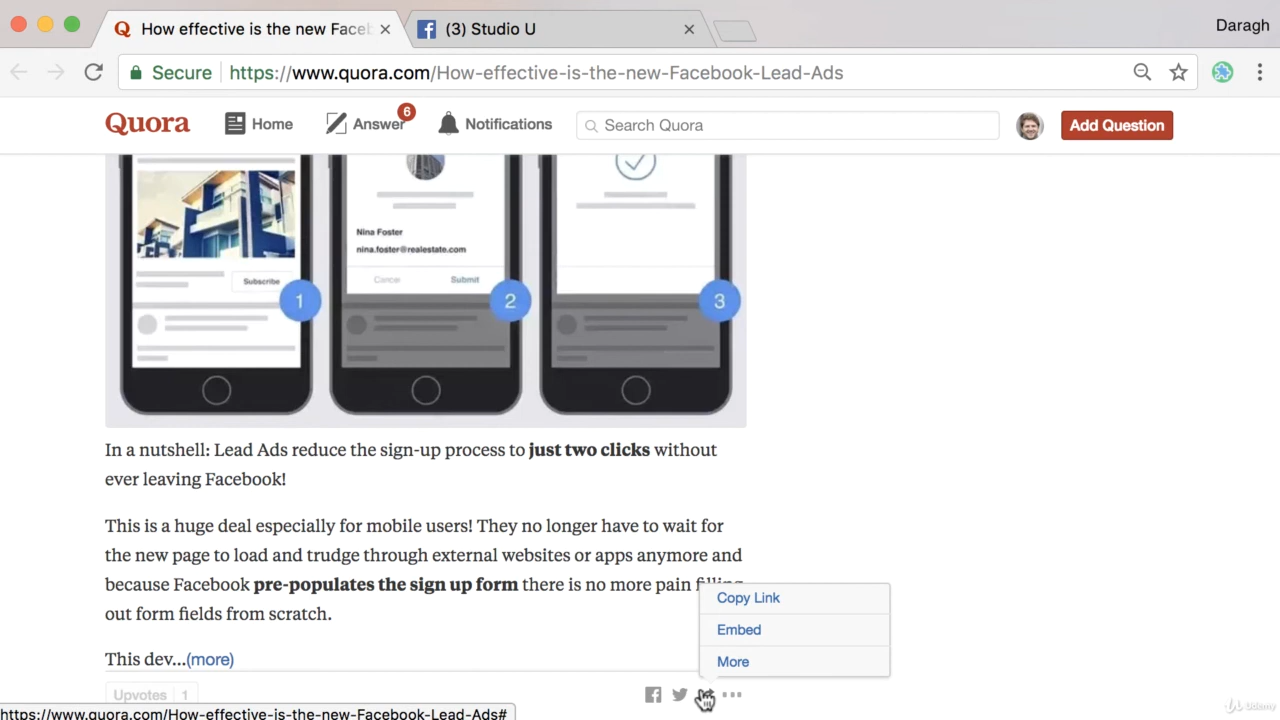 How effective is the new Faceb
(3) Studio U
Daragh
Secure
https://www.quora.com/How-effective-is-the-new-Facebook-Lead-Ads
Quora
Home
Answer
6
Notifications
Search Quora
Add Question
Nina Foster
nina.foster@realestate.com
Cancel
Submit
Subscribe
1
2
3
In a nutshell: Lead Ads reduce the sign-up process to just two clicks without
ever leaving Facebook!
This is a huge deal especially for mobile users! They no longer have to wait for
the new page to load and trudge through external websites or apps anymore and
because Facebook pre-populates the sign up form there is no more pain filling
out form fields from scratch.
Copy Link
Embed
More
This dev...(more)
Upvotes 1
https://www.quora.com/How-effective-is-the-new-Facebook-Lead-Ads#
Udemy